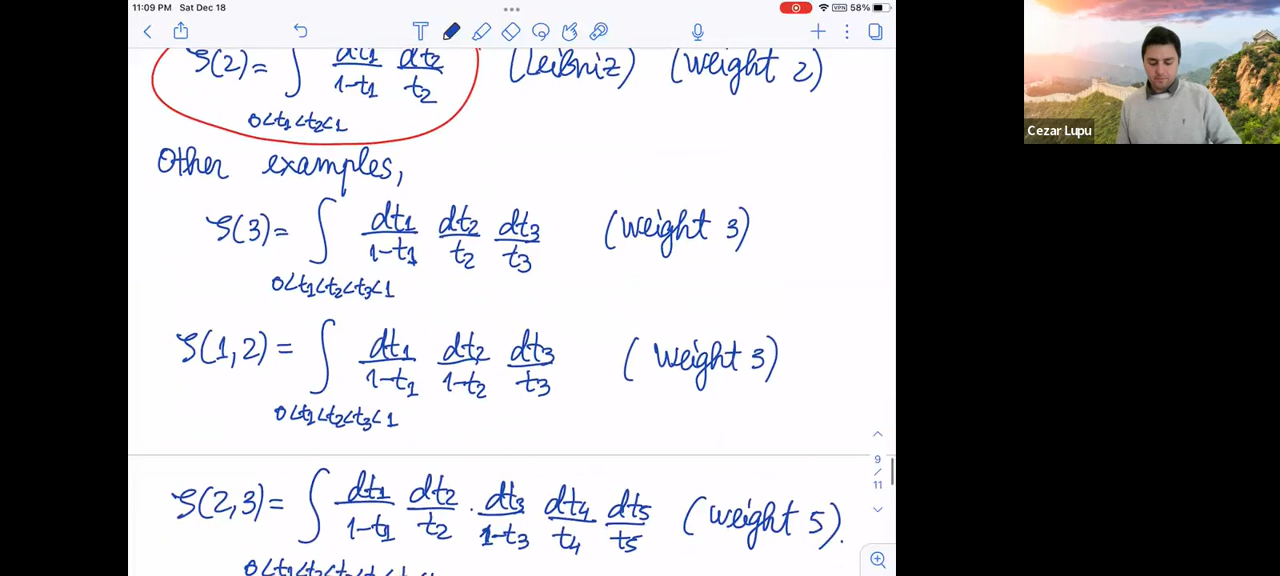 11:09 PM Sat Dec 18
VPN 58%
ζ(2) = ∫ dt1/1-t1 dt2/t2 (Leibniz) (weight 2)
0<t1<t2<1
Other examples,
ζ(3) = ∫ dt1/1-t1 dt2/t2 dt3/t3 (weight 3)
0<t1<t2<t3<1
ζ(1,2) = ∫ dt1/1-t1 dt2/1-t2 dt3/t3 (weight 3)
0<t1<t2<t3<1
ζ(2,3) = ∫ dt1/1-t1 dt2/t2 · dt3/1-t3 dt4/t4 dt5/t5 (weight 5).
9
/
11
Cezar Lupu